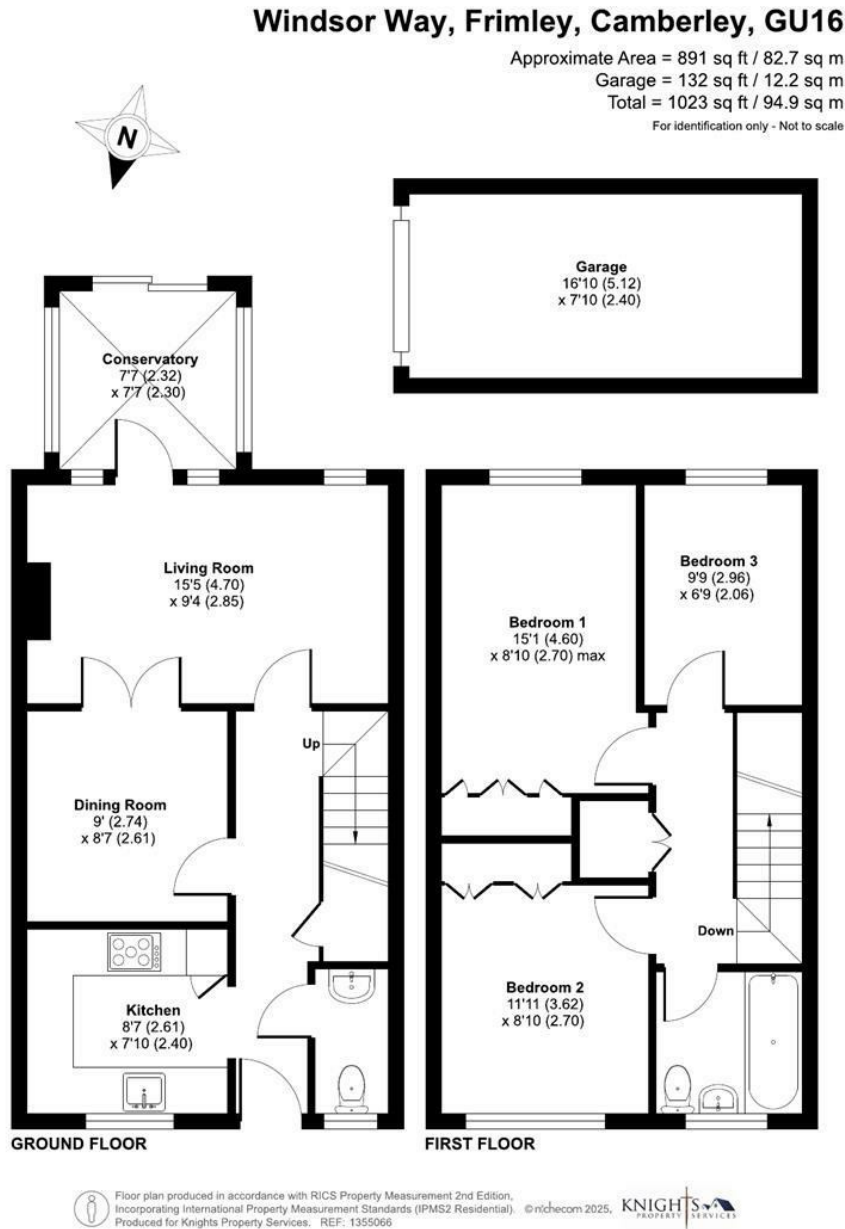 Windsor Way, Frimley, Camberley, GU16
Approximate Area = 891 sq ft / 82.7 sq m
Garage = 132 sq ft / 12.2 sq m
Total = 1023 sq ft / 94.9 sq m
For identification only - Not to scale
N
Garage
16'10 (5.12)
x 7'10 (2.40)
Conservatory
7'7 (2.32)
x 7'7 (2.30)
Living Room
15'5 (4.70)
x 9'4 (2.85)
Bedroom 1
15'1 (4.60)
x 8'10 (2.70) max
Bedroom 3
9'9 (2.96)
x 6'9 (2.06)
Up
Dining Room
9' (2.74)
x 8'7 (2.61)
Down
Kitchen
8'7 (2.61)
x 7'10 (2.40)
Bedroom 2
11'11 (3.62)
x 8'10 (2.70)
GROUND FLOOR
FIRST FLOOR
Floor plan produced in accordance with RICS Property Measurement 2nd Edition,
Incorporating International Property Measurement Standards (IPMS2 Residential). © nichecom 2025.
Produced for Knights Property Services. REF: 1355066
KNIGHTS
PROPERTY SERVICES